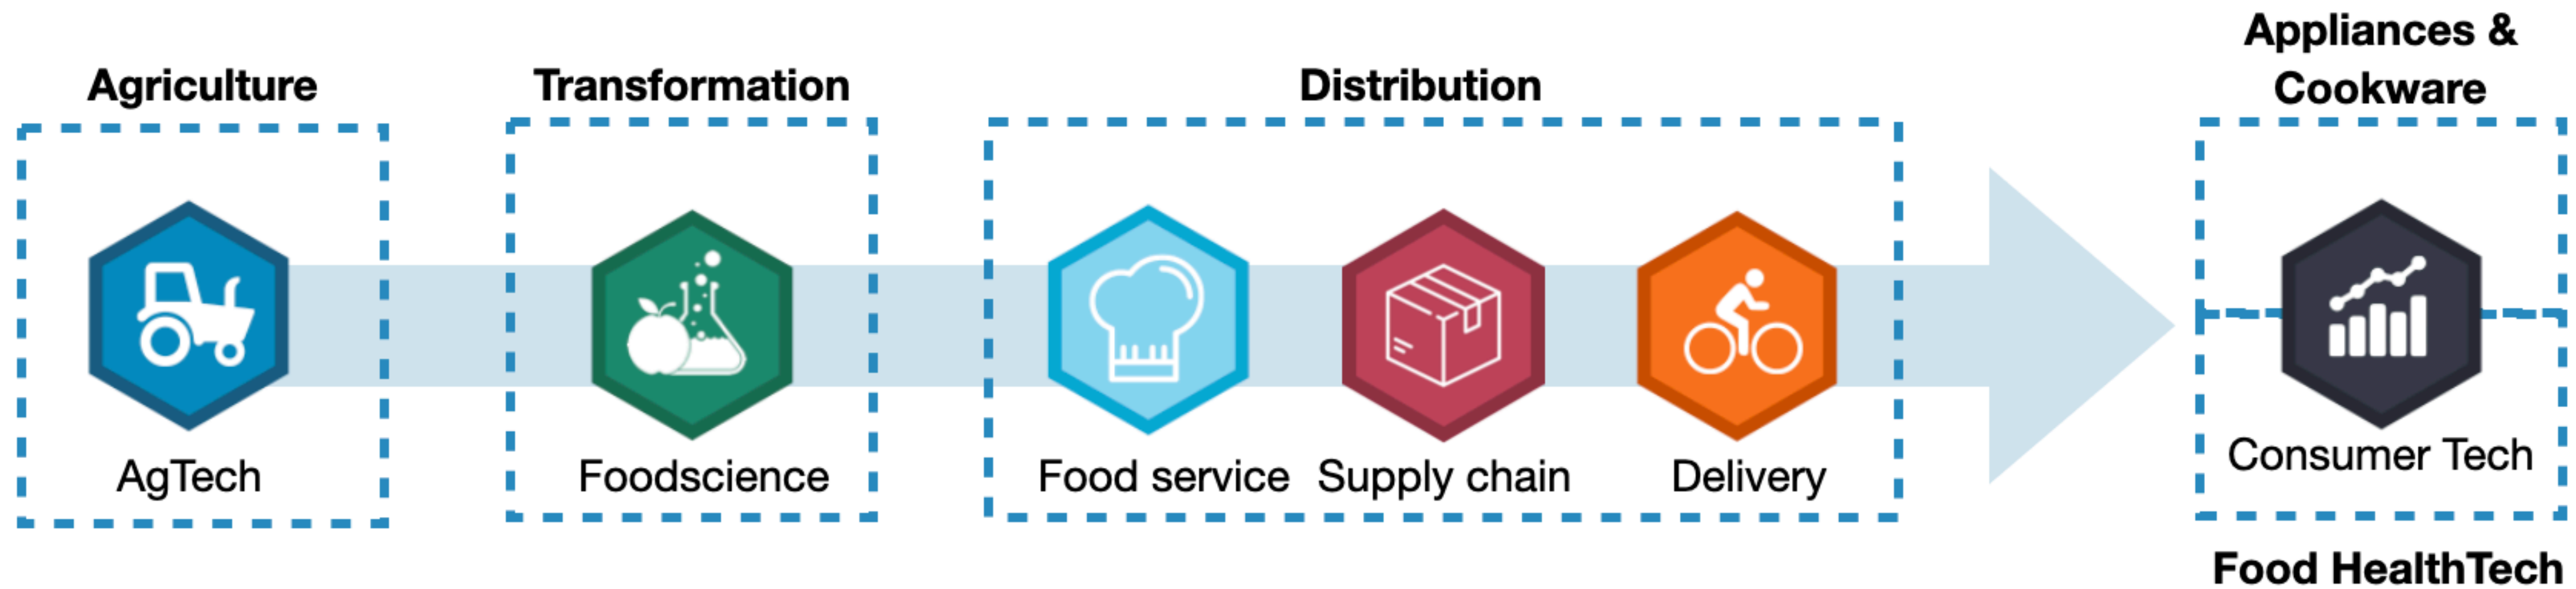 Agriculture
Transformation
Distribution
Appliances &
Cookware
AgTech
Foodscience
Food service
Supply chain
Delivery
Consumer Tech
Food HealthTech